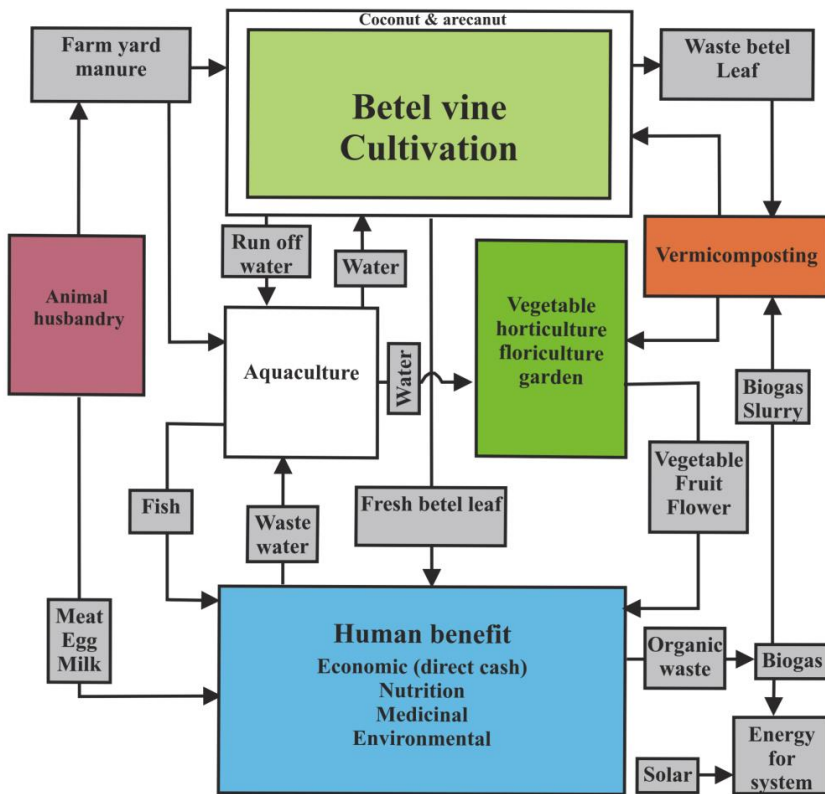 Coconut & arecanut
Farm yard
manure
Betel vine
Cultivation
Waste betel
Leaf
Run off
water
Water
Vermicomposting
Animal
husbandry
Vegetable
horticulture
floriculture
garden
Aquaculture
Water
Biogas
Slurry
Vegetable
Fruit
Flower
Fish
Waste
water
Fresh betel leaf
Meat
Egg
Milk
Human benefit
Economic (direct cash)
Nutrition
Medicinal
Environmental
Organic
waste
Biogas
Energy
for
system
Solar